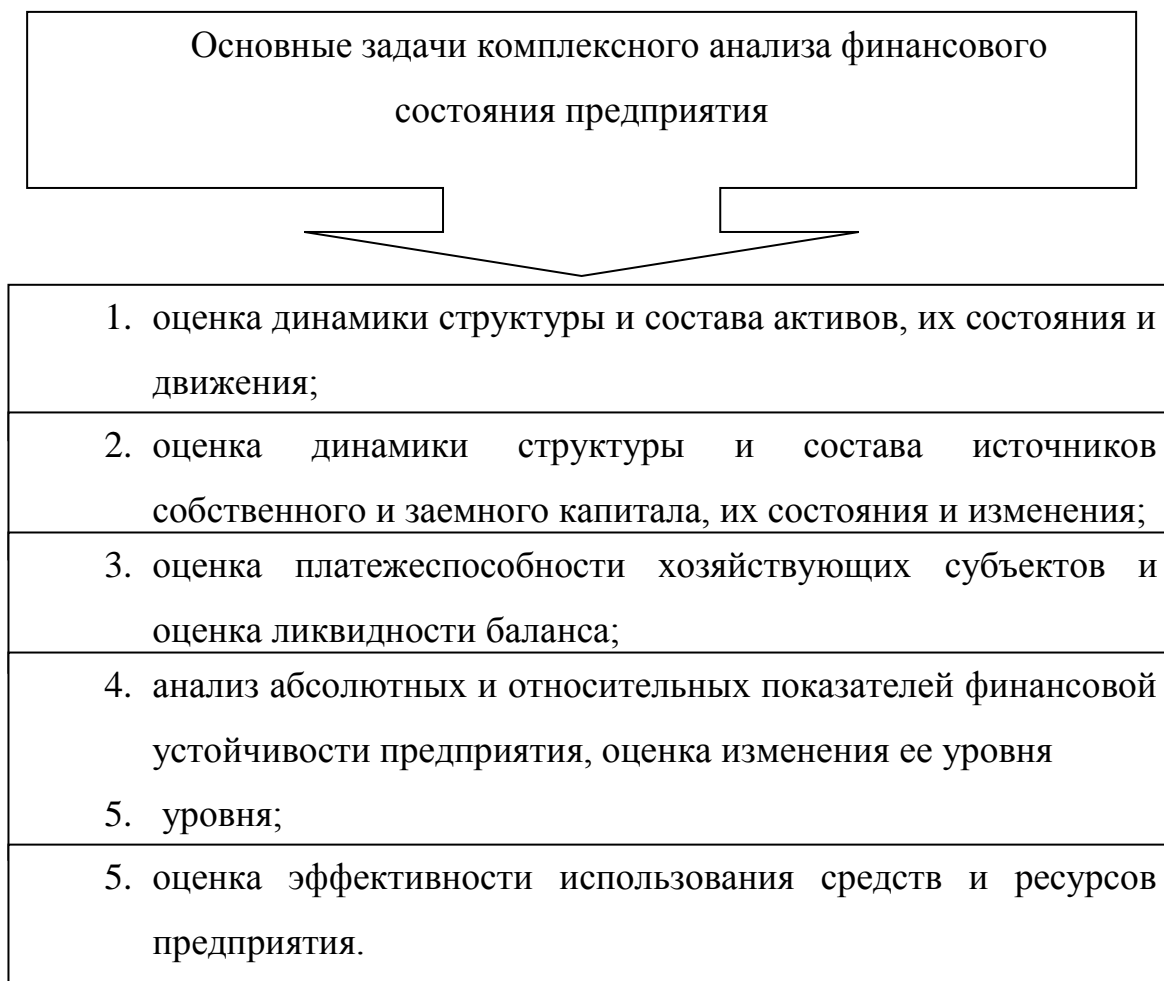 Основные задачи комплексного анализа финансового
состояния предприятия
1. оценка динамики структуры и состава активов, их состояния и
движения;
2. оценка динамики структуры и состава источников
собственного и заемного капитала, их состояния и изменения;
3. оценка платежеспособности хозяйствующих субъектов и
оценка ликвидности баланса;
4. анализ абсолютных и относительных показателей финансовой
устойчивости предприятия, оценка изменения ее уровня
5. уровня;
5. оценка эффективности использования средств и ресурсов
предприятия.